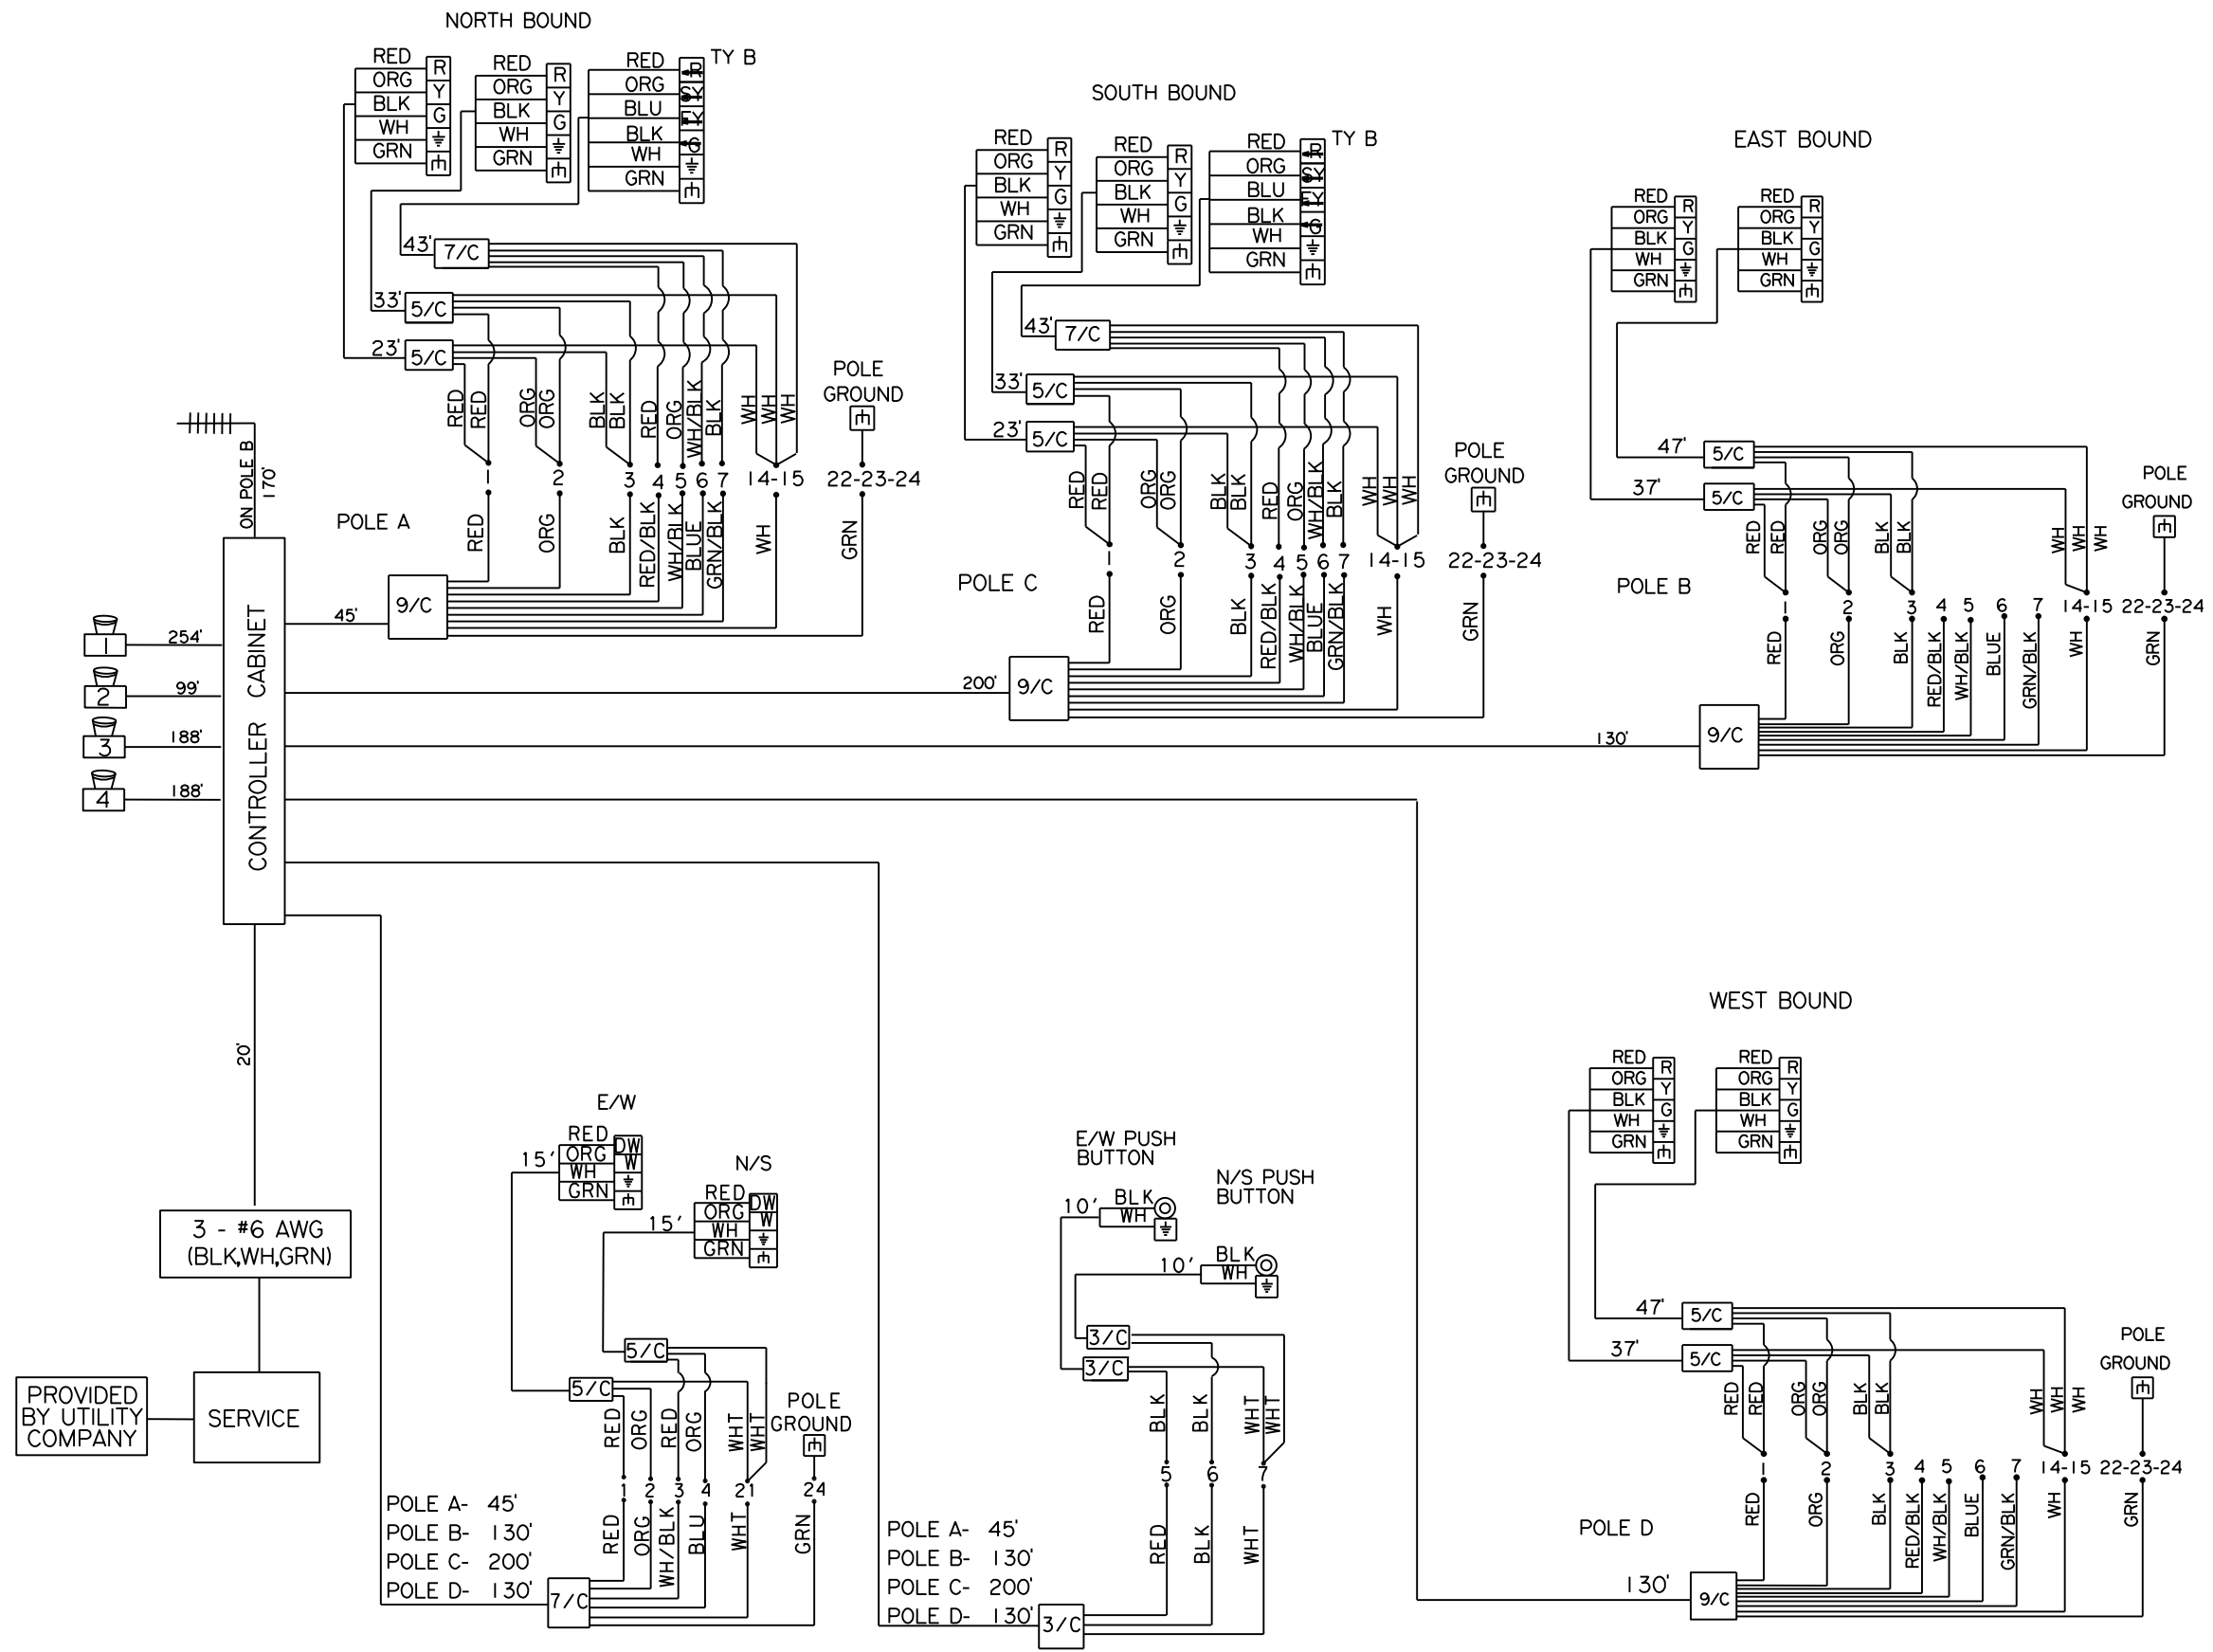 NORTH BOUND
RED
ORG
BLK
WH
GRN
R
Y
G
RED
ORG
BLK
WH
GRN
R
Y
G
RED
ORG
BLU
BLK
WH
GRN
TY B
R
G
43'
7/C
33'
5/C
23'
5/C
RED
RED
ORG
ORG
BLK
BLK
RED
ORG
WH/BLK
BLK
WH
WH
WH
POLE
GROUND
1
2
3
4
5
6
7
14-15
22-23-24
POLE A
RED
ORG
BLK
RED/BLK
WH/BLK
BLUE
GRN/BLK
WH
GRN
45'
9/C
SOUTH BOUND
RED
ORG
BLK
WH
GRN
R
Y
G
RED
ORG
BLK
WH
GRN
R
Y
G
RED
ORG
BLU
BLK
WH
GRN
TY B
R
SY
FY
G
43'
7/C
33'
5/C
23'
5/C
RED
RED
ORG
ORG
BLK
BLK
RED
ORG
WH/BLK
BLK
WH
WH
WH
POLE
GROUND
1
2
3
4
5
6
7
14-15
22-23-24
POLE C
RED
ORG
BLK
RED/BLK
WH/BLK
BLUE
GRN/BLK
WH
GRN
200'
9/C
EAST BOUND
RED
ORG
BLK
WH
GRN
R
Y
G
RED
ORG
BLK
WH
GRN
R
Y
G
47'
5/C
37'
5/C
RED
RED
ORG
ORG
BLK
BLK
WH
WH
WH
POLE
GROUND
POLE B
1
2
3
4
5
6
7
14-15
22-23-24
RED
ORG
BLK
RED/BLK
WH/BLK
BLUE
GRN/BLK
WH
GRN
130'
9/C
ON POLE B
170'
CONTROLLER CABINET
1
254'
2
99'
3
188'
4
188'
20'
3 - #6 AWG
(BLK,WH,GRN)
PROVIDED
BY UTILITY
COMPANY
SERVICE
E/W
15'
RED
ORG
WH
GRN
DW
W
N/S
15'
RED
ORG
WH
GRN
DW
W
5/C
5/C
RED
ORG
RED
ORG
WHT
WHT
POLE
GROUND
1
2
3
4
21
24
RED
ORG
WH/BLK
BLU
WHT
GRN
POLE A- 45'
POLE B- 130'
POLE C- 200'
POLE D- 130'
7/C
E/W PUSH
BUTTON
10'
BLK
WH
N/S PUSH
BUTTON
10'
BLK
WH
3/C
3/C
BLK
BLK
WHT
WHT
5
6
7
RED
BLK
WHT
POLE A- 45'
POLE B- 130'
POLE C- 200'
POLE D- 130'
3/C
WEST BOUND
RED
ORG
BLK
WH
GRN
R
Y
G
RED
ORG
BLK
WH
GRN
R
Y
G
47'
5/C
37'
5/C
RED
RED
ORG
ORG
BLK
BLK
WH
WH
WH
POLE
GROUND
1
2
3
4
5
6
7
14-15
22-23-24
POLE D
RED
ORG
BLK
RED/BLK
WH/BLK
BLUE
GRN/BLK
WH
GRN
130'
9/C